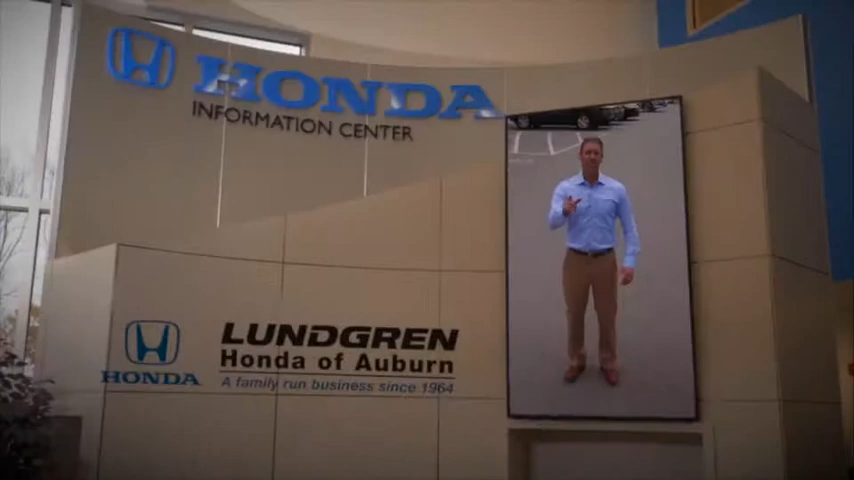 HONDA
INFORMATION CENTER
LUNDGREN
Honda of Auburn
HONDA
A family run business since 1964